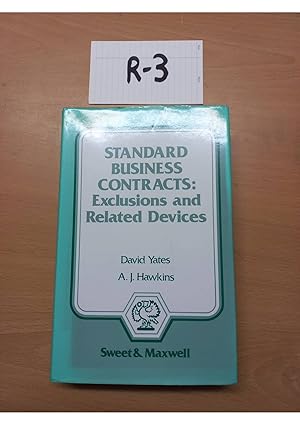 R-3
STANDARD
BUSINESS
CONTRACTS:
Exclusions and
Related Devices
David Yates
A. J. Hawkins
Sweet & Maxwell